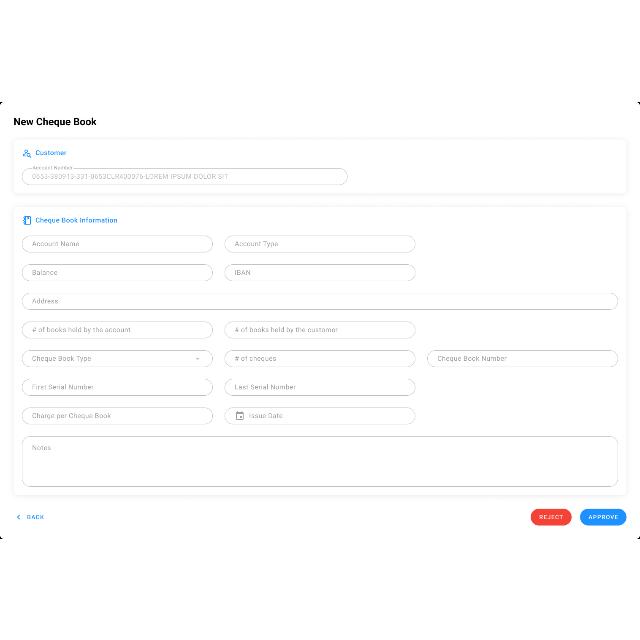 New Cheque Book
Customer
Account Number
0653-380913-331-0653CLR400076-LOREM IPSUM DOLOR SIT
Cheque Book Information
Account Name
Account Type
Balance
IBAN
Address
# of books held by the account
# of books held by the customer
Cheque Book Type
# of cheques
Cheque Book Number
First Serial Number
Last Serial Number
Charge per Cheque Book
Issue Date
Notes
BACK
REJECT
APPROVE